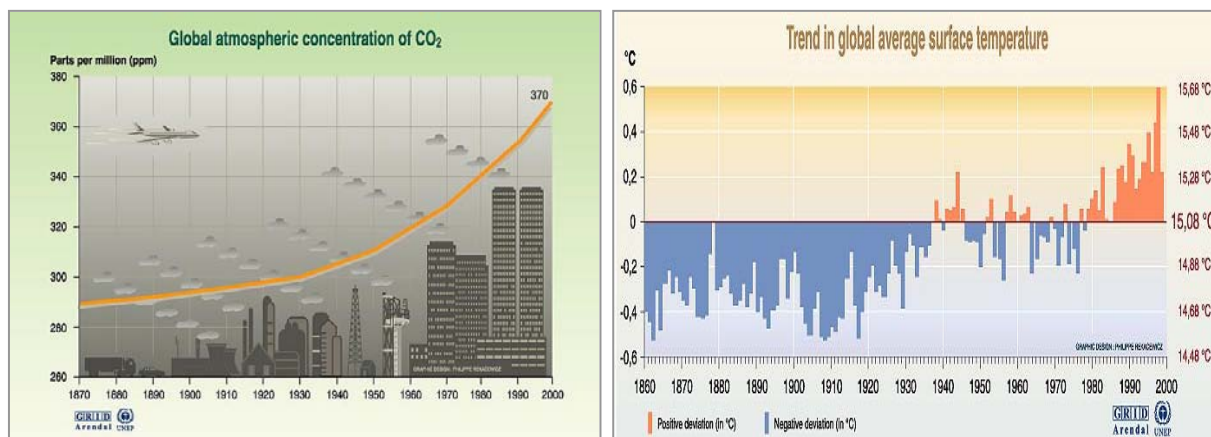 Global atmospheric concentration of CO₂
Parts per million (ppm)
380
360
340
320
300
280
260
370
GRAPHIC DESIGN : PHILIPPE REKACEWICZ
1870 1880 1890 1900 1910 1920 1930 1940 1950 1960 1970 1980 1990 2000
GRID
Arendal UNEP
Trend in global average surface temperature
°C
0,6 15,68 °C
0,4 15,48 °C
0,2 15,28 °C
0 15,08 °C
-0,2 14,88 °C
-0,4 14,68 °C
GRAPHIC DESIGN : PHILIPPE REKACEWICZ
-0,6 14,48 °C
1860 1870 1880 1890 1900 1910 1920 1930 1940 1950 1960 1970 1980 1990 2000
Positive deviation (in °C) Negative deviation (in °C)
GRID
Arendal UNEP